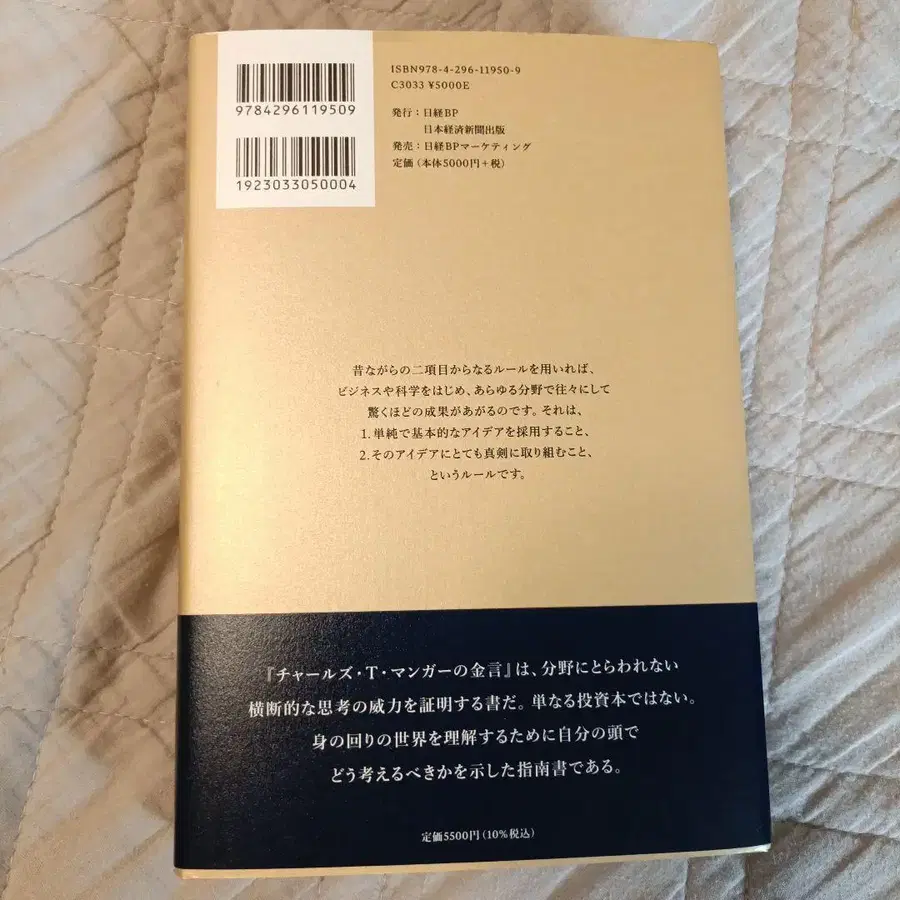 9784296119509
1923033050004
ISBN978-4-296-11950-9
C3033 ¥5000E
発行：日経BP
日本経済新聞出版
発売：日経BPマーケティング
定価（本体5000円+税）
昔ながらの二項目からなるルールを用いれば、
ビジネスや科学をはじめ、あらゆる分野で往々にして
驚くほどの成果があがるのです。それは、
1.単純で基本的なアイデアを採用すること、
2.そのアイデアにとても真剣に取り組むこと、
というルールです。
『チャールズ・T・マンガーの金言』は、分野にとらわれない
横断的な思考の威力を証明する書だ。単なる投資本ではない。
身の回りの世界を理解するために自分の頭で
どう考えるべきかを示した指南書である。
定価5500円（10%税込）